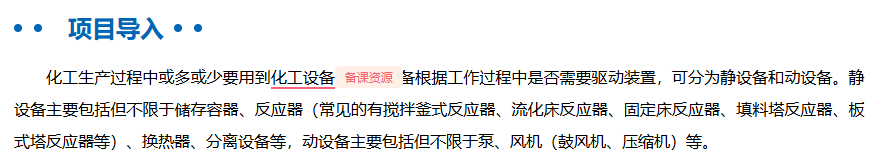 项目导入
化工生产过程中或多或少要用到化工设备 备课资源 备根据工作过程中是否需要驱动装置，可分为静设备和动设备。静
设备主要包括但不限于储存容器、反应器（常见的有搅拌釜式反应器、流化床反应器、固定床反应器、填料塔反应器、板
式塔反应器等）、换热器、分离设备等，动设备主要包括但不限于泵、风机（鼓风机、压缩机）等。